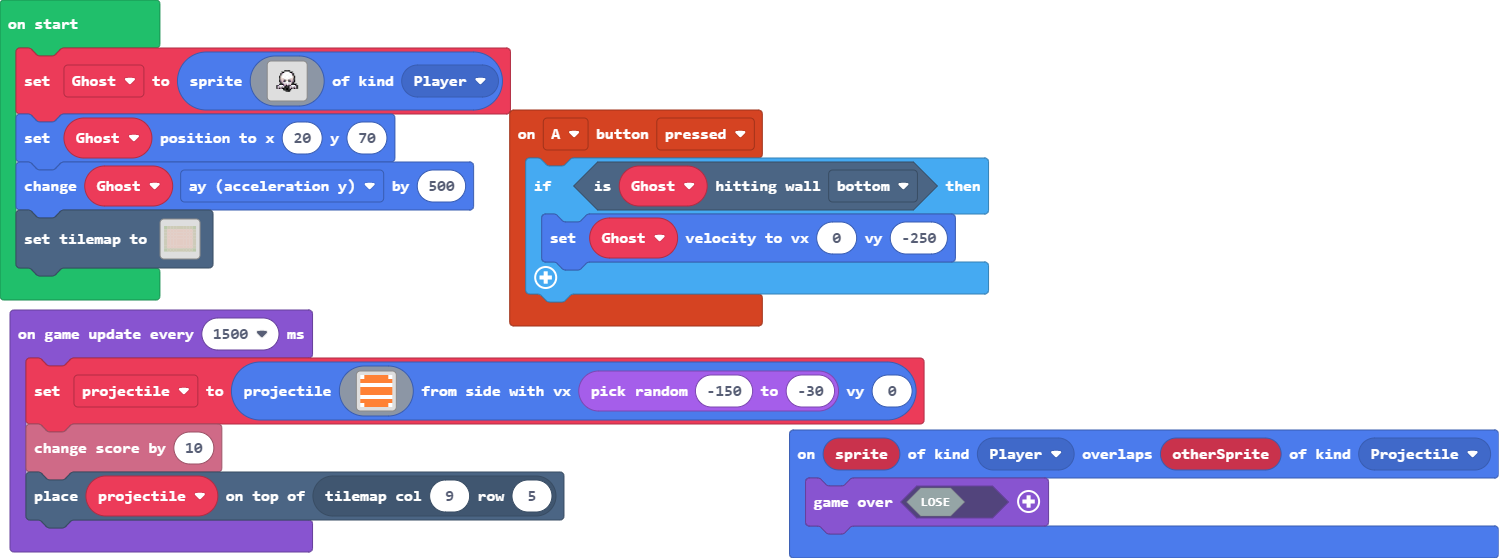 on start
set Ghost to sprite of kind Player
set Ghost position to x 20 y 70
change Ghost ay (acceleration y) by 500
set tilemap to
on A button pressed
if is Ghost hitting wall bottom then
set Ghost velocity to vx 0 vy -250
on game update every 1500 ms
set projectile to projectile from side with vx pick random -150 to -30 vy 0
change score by 10
place projectile on top of tilemap col 9 row 5
on sprite of kind Player overlaps otherSprite of kind Projectile
game over LOSE